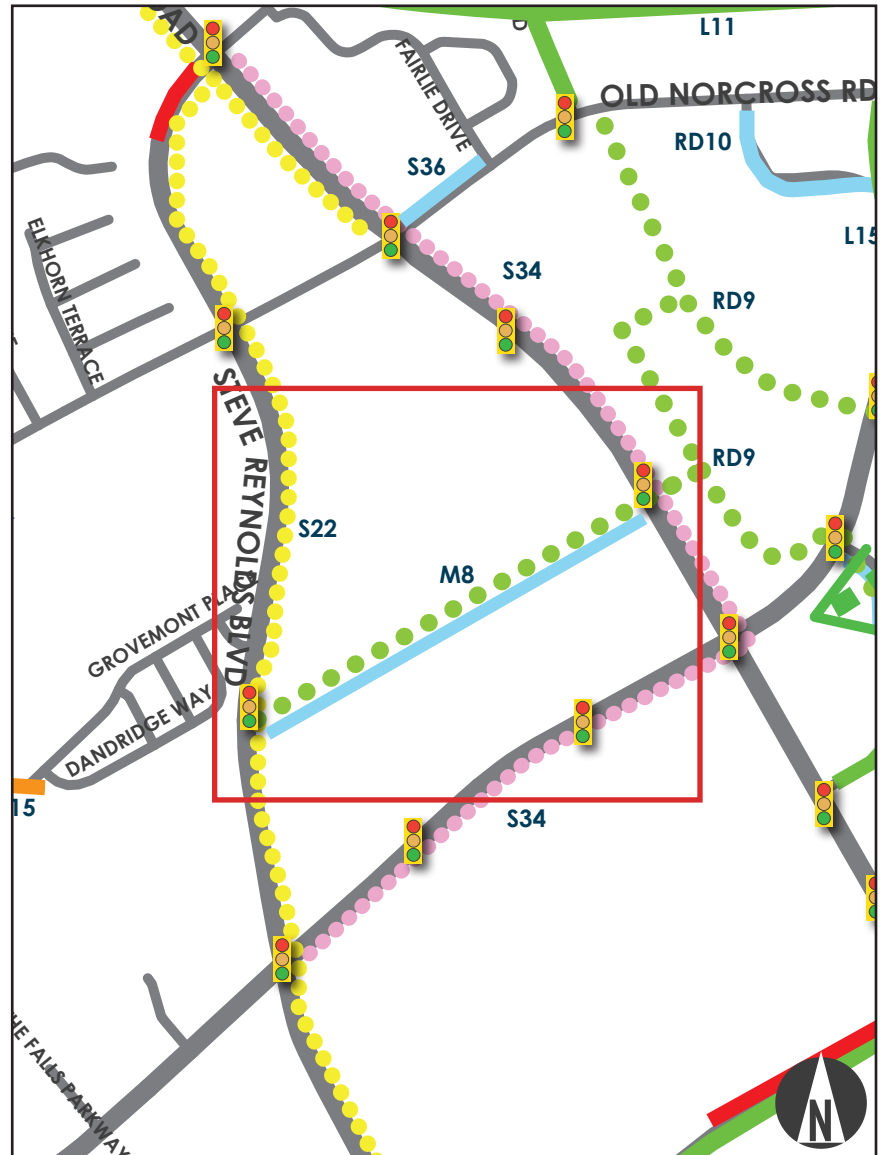 L11
FAIRLIE DRIVE
OLD NORCROSS RD
RD10
S36
L15
ELKHORN TERRACE
S34
RD9
STEVE REYNOLDS BLVD
RD9
S22
M8
GROVEMONT PLACE
DANDRIDGE WAY
15
S34
FALLS PARKWAY
N